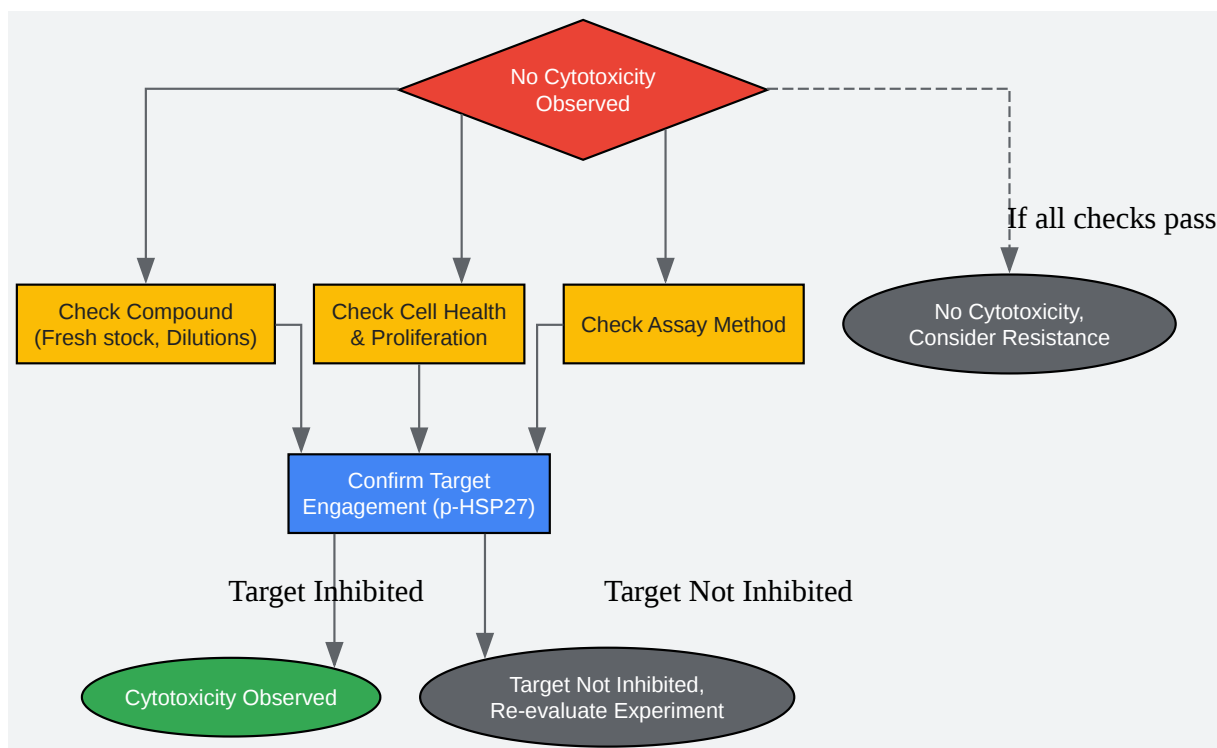 No Cytotoxicity
Observed
If all checks pass
Check Compound
(Fresh stock, Dilutions)
Check Cell Health
& Proliferation
Check Assay Method
No Cytotoxicity,
Consider Resistance
Confirm Target
Engagement (p-HSP27)
Target Inhibited
Target Not Inhibited
Cytotoxicity Observed
Target Not Inhibited,
Re-evaluate Experiment